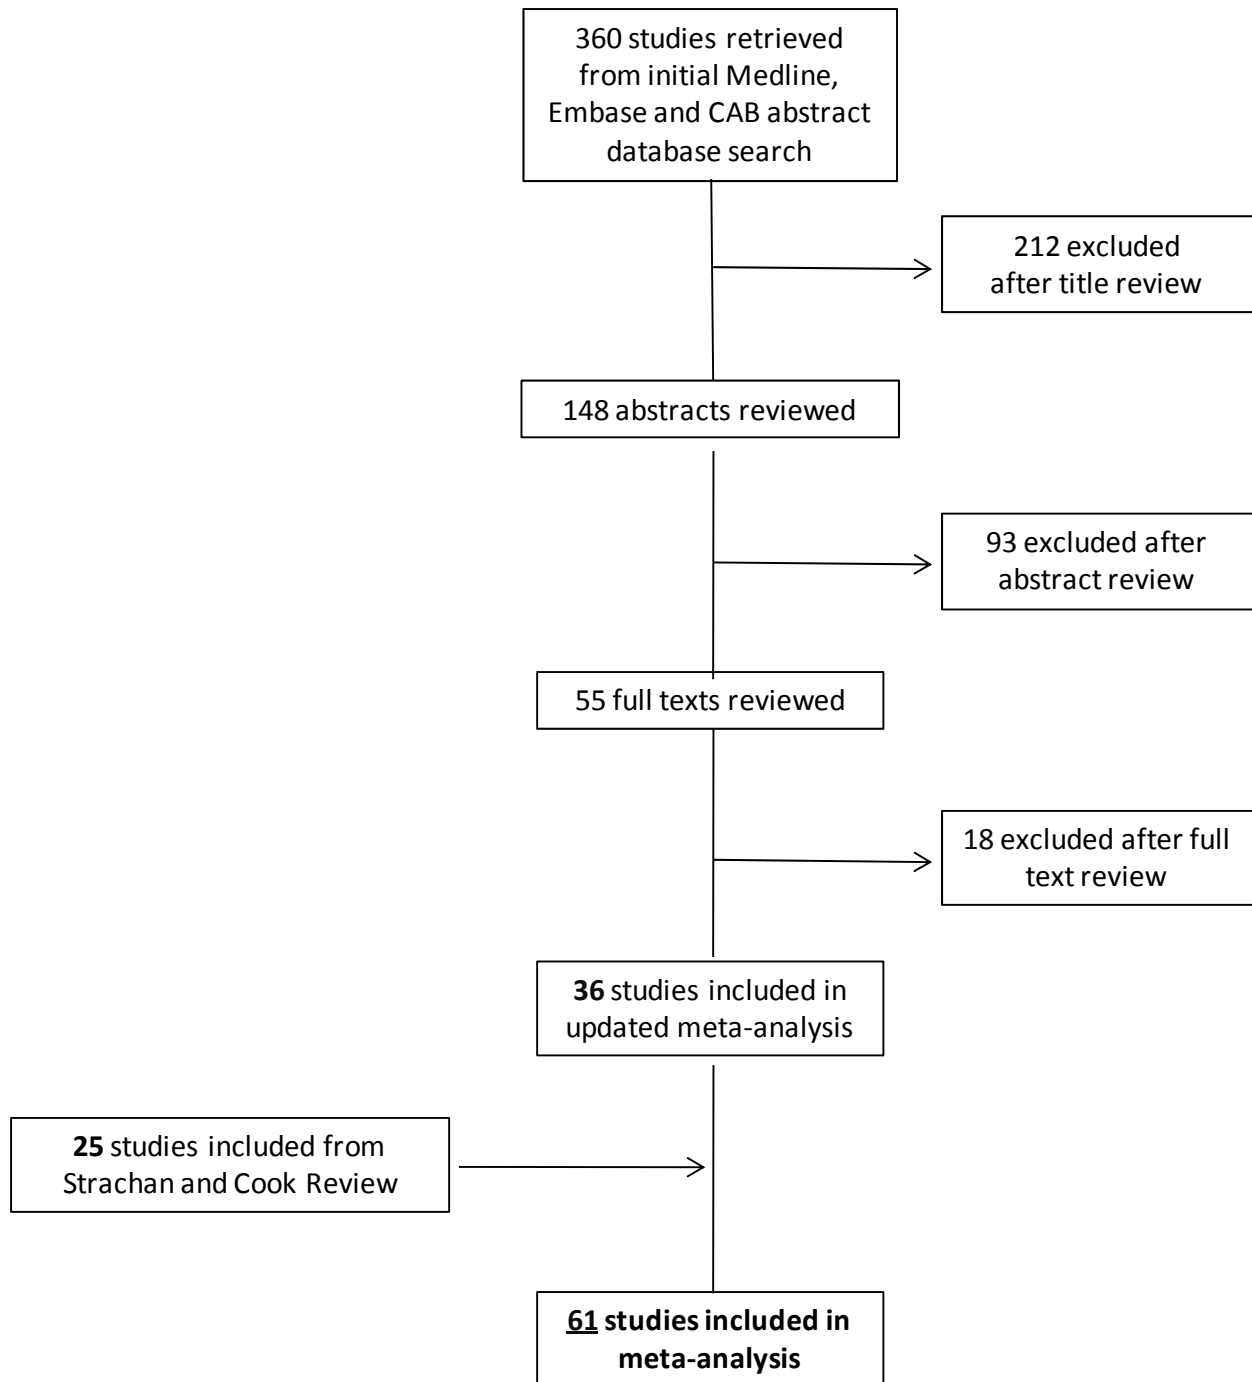 360 studies retrieved
from initial Medline,
Embase and CAB abstract
database search
212 excluded
after title review
148 abstracts reviewed
93 excluded after
abstract review
55 full texts reviewed
18 excluded after full
text review
36 studies included in
updated meta-analysis
25 studies included from
Strachan and Cook Review
61 studies included in
meta-analysis